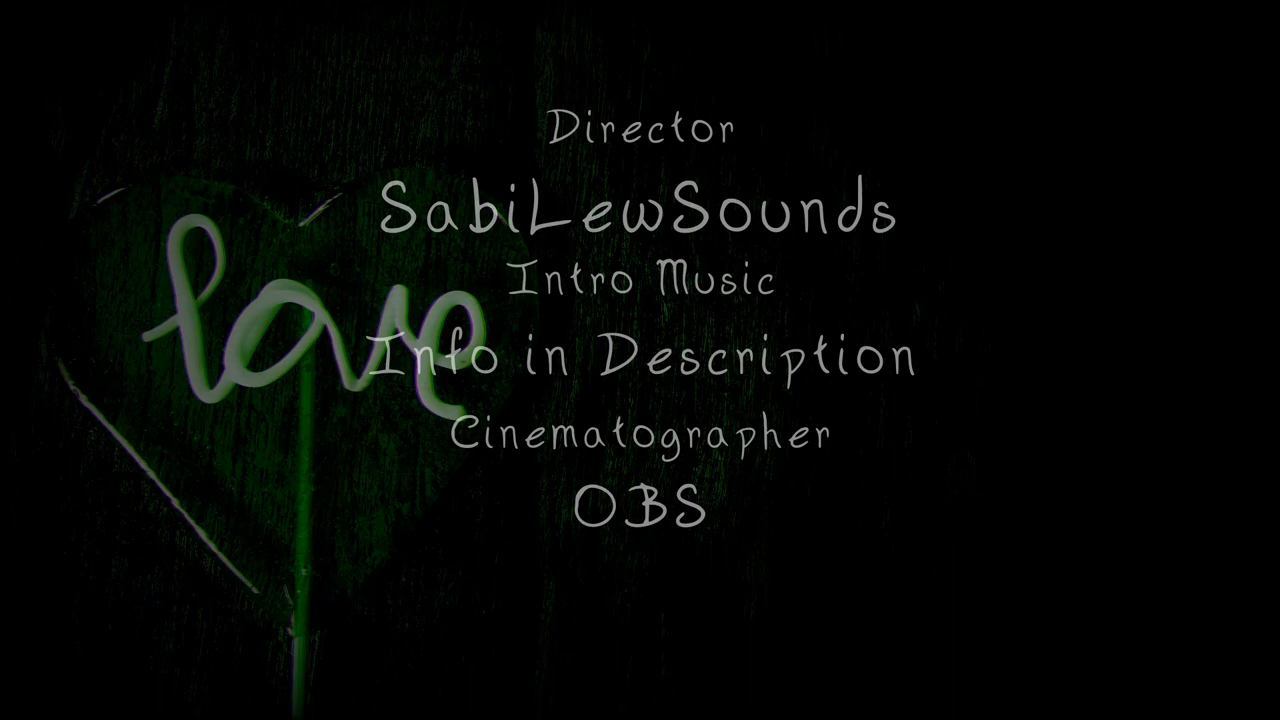 Director
SabiLewSounds
Intro Music
love
Info in Description
Cinematographer
OBS